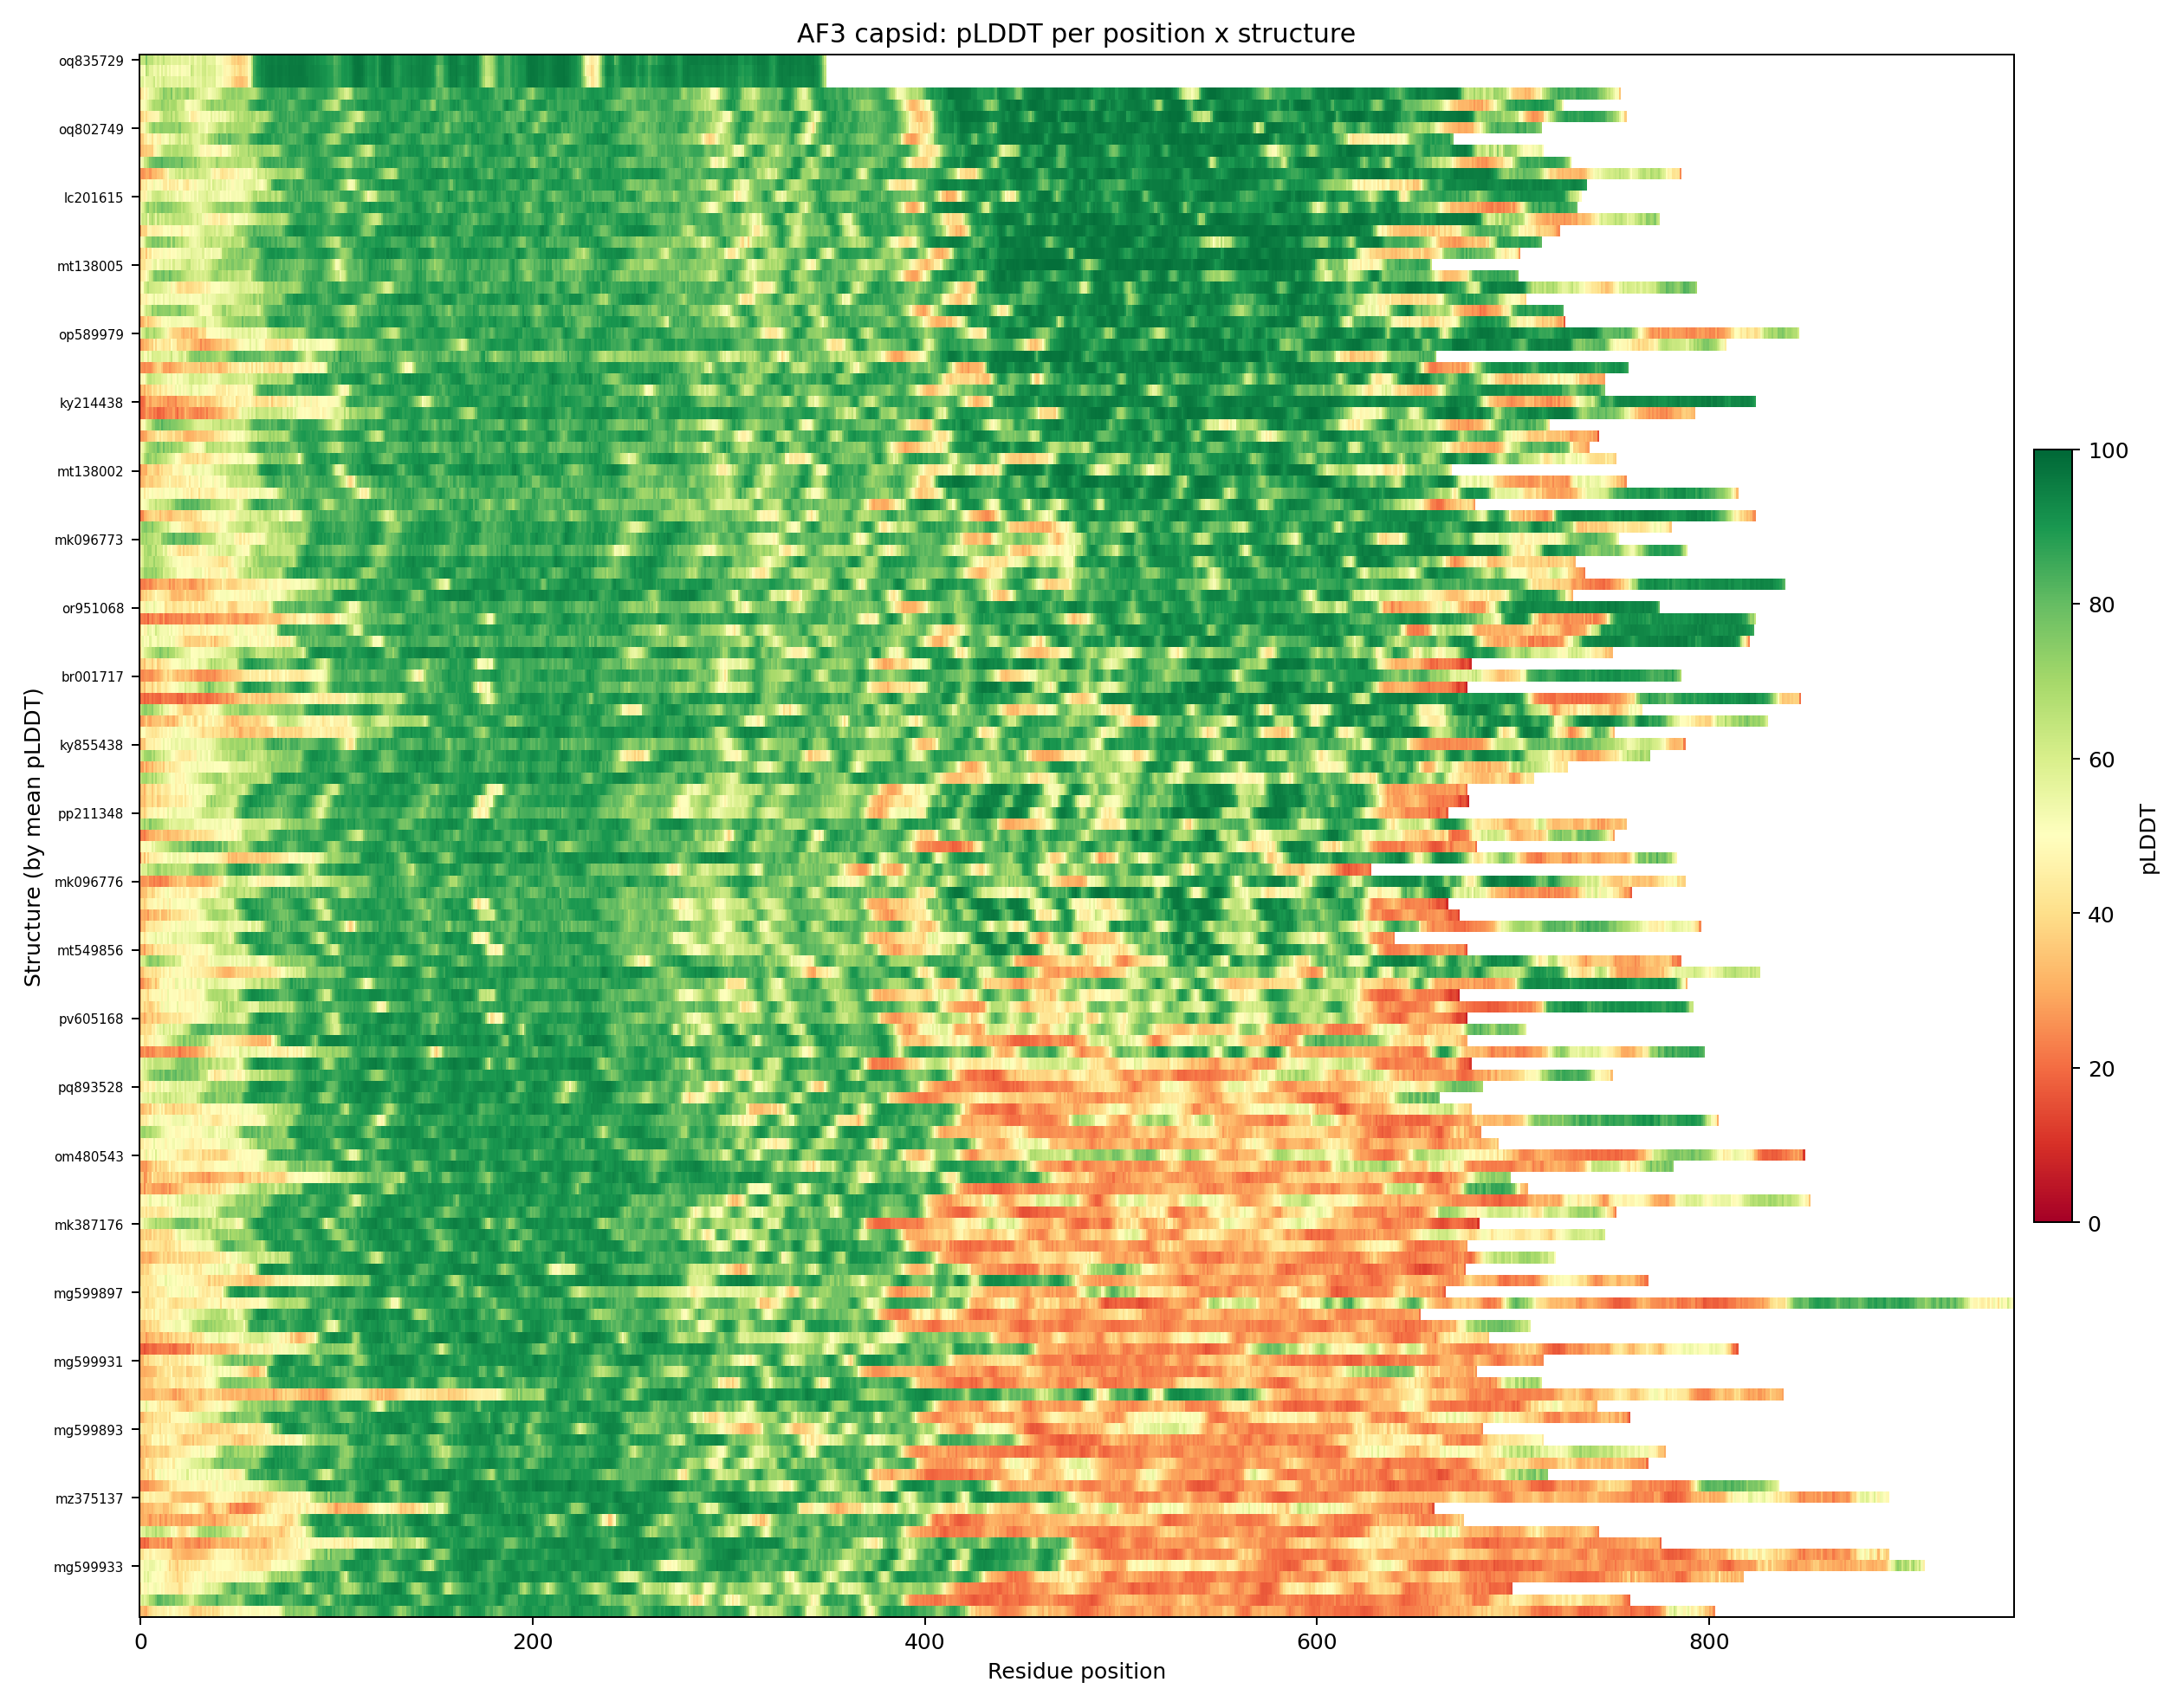 AF3 capsid: pLDDT per position x structure
oq835729
oq802749
lc201615
mt138005
op589979
ky214438
mt138002
mk096773
or951068
br001717
ky855438
pp211348
mk096776
mt549856
pv605168
pq893528
om480543
mk387176
mg599897
mg599931
mg599893
mz375137
mg599933
Structure (by mean pLDDT)
0
200
400
600
800
Residue position
100
80
60
40
20
0
pLDDT